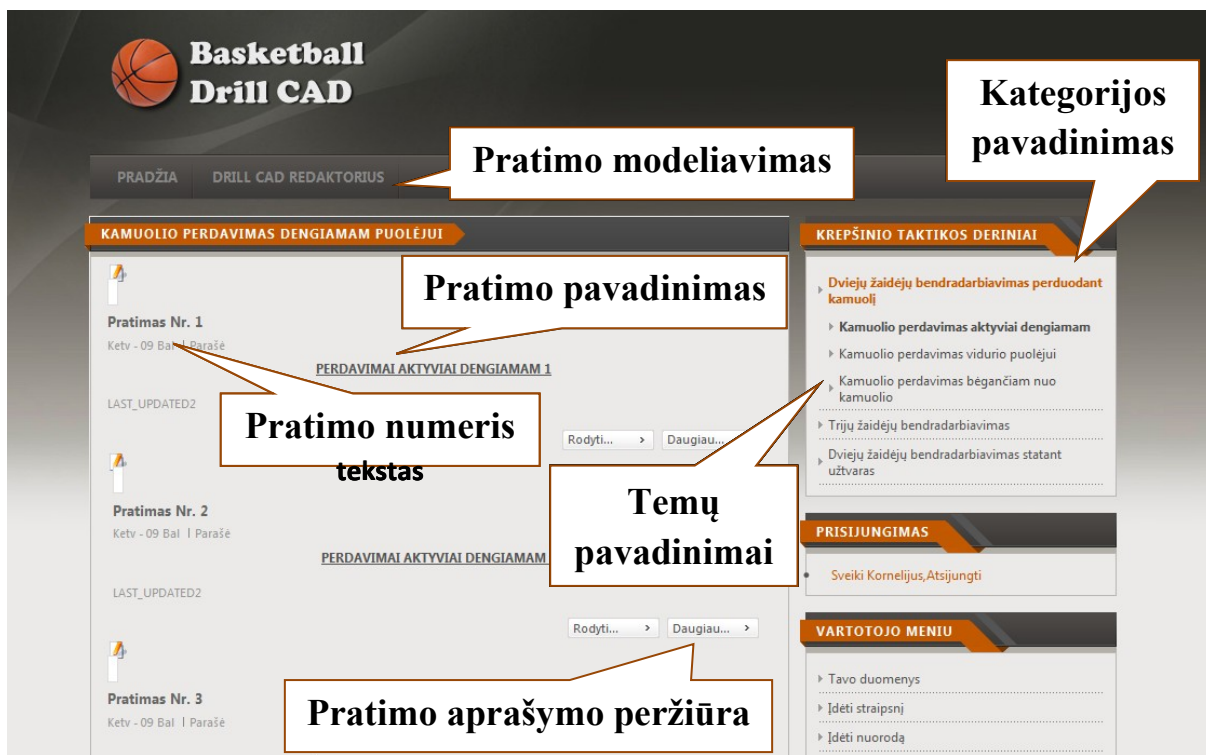 Basketball
Drill CAD
Kategorijos
pavadinimas
Pratimo modeliavimas
PRADŽIA DRILL CAD REDAKTORIUS
KAMUOLIO PERDAVIMAS DENGIAMAM PUOLĖJUI
Pratimo pavadinimas
Pratimas Nr. 1
Ketv - 09 Bal | Parašė
PERDAVIMAI AKTYVIAI DENGIAMAM 1
LAST_UPDATED2
Pratimo numeris
tekstas
Rodyti... Daugiau...
Pratimas Nr. 2
Ketv - 09 Bal | Parašė
PERDAVIMAI AKTYVIAI DENGIAMAM
LAST_UPDATED2
Rodyti... Daugiau...
Pratimas Nr. 3
Ketv - 09 Bal | Parašė
Pratimo aprašymo peržiūra
Temų
pavadinimai
KREPŠINIO TAKTIKOS DERINIAI
Dviejų žaidėjų bendradarbiavimas perduodant
kamuolį
Kamuolio perdavimas aktyviai dengiamam
Kamuolio perdavimas vidurio puolėjui
Kamuolio perdavimas bėgančiam nuo
kamuolio
Trijų žaidėjų bendradarbiavimas
Dviejų žaidėjų bendradarbiavimas statant
užtvaras
PRISIJUNGIMAS
Sveiki Kornelijus,Atsijungti
VARTOTOJO MENIU
Tavo duomenys
Įdėti straipsnį
Įdėti nuorodą